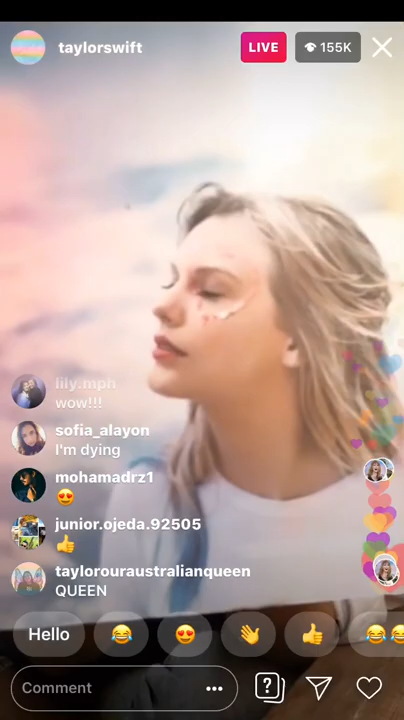 taylorswift
LIVE
155K
lily.mph
wow!!!
sofia_alayon
I'm dying
mohamadrz1
junior.ojeda.92505
taylorouraustralianqueen
QUEEN
Hello
Comment